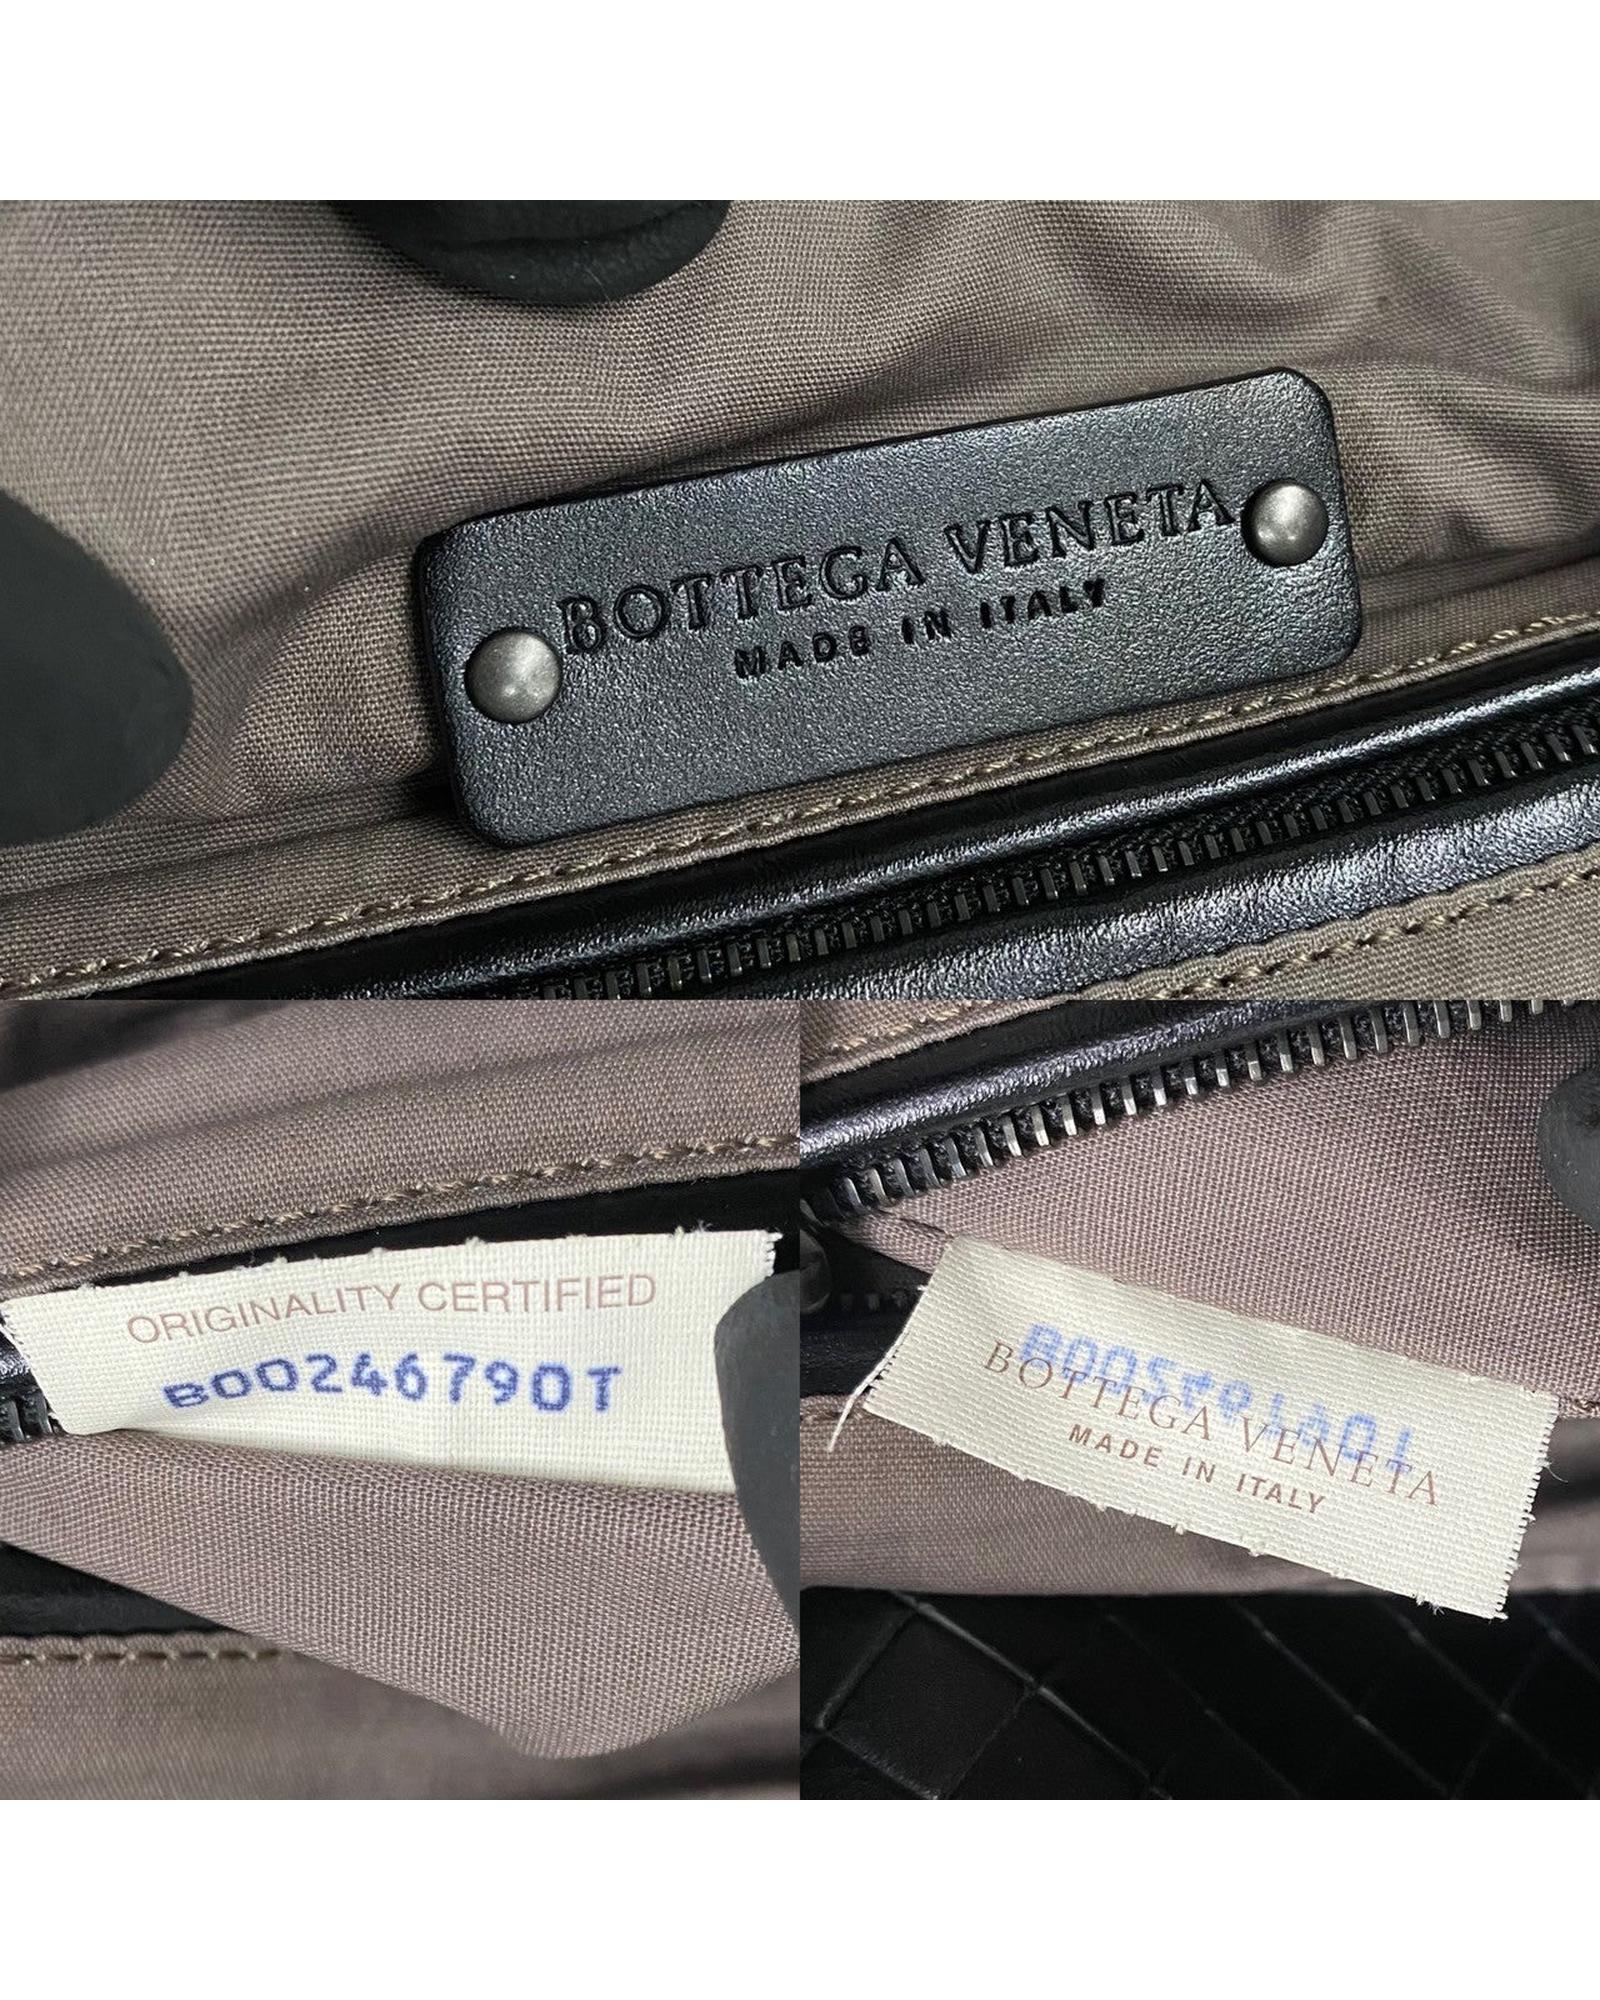 BOTTEGA VENETA
MADE IN ITALY
ORIGINALITY CERTIFIED
B00246790T
BOTTEGA VENETA
MADE IN ITALY